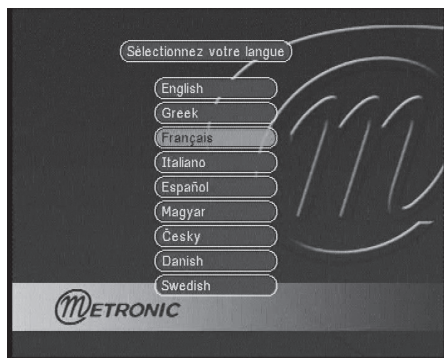 Sélectionnez votre langue
English
Greek
Français
Italiano
Español
Magyar
Česky
Danish
Swedish
METRONIC